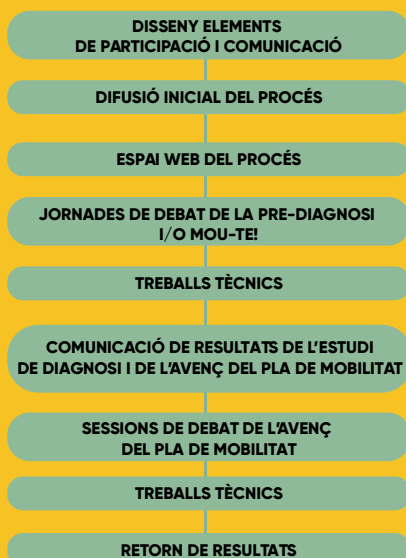 DISSENY ELEMENTS
DE PARTICIPACIÓ I COMUNICACIÓ
DIFUSIÓ INICIAL DEL PROCÉS
ESPAI WEB DEL PROCÉS
JORNADES DE DEBAT DE LA PRE-DIAGNOSI
I/O MOU-TE!
TREBALLS TÈCNICS
COMUNICACIÓ DE RESULTATS DE L'ESTUDI
DE DIAGNOSI I DE L'AVENÇ DEL PLA DE MOBILITAT
SESSIONS DE DEBAT DE L'AVENÇ
DEL PLA DE MOBILITAT
TREBALLS TÈCNICS
RETORN DE RESULTATS